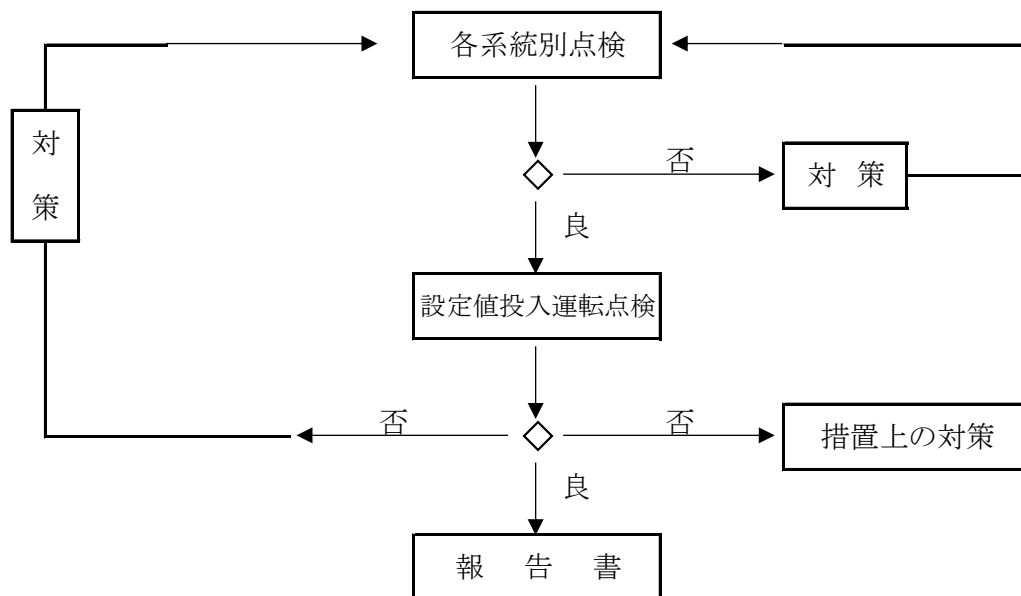 各系統別点検
対
策
否
対 策
良
設定値投入運転点検
否
否
措置上の対策
良
報 告 書